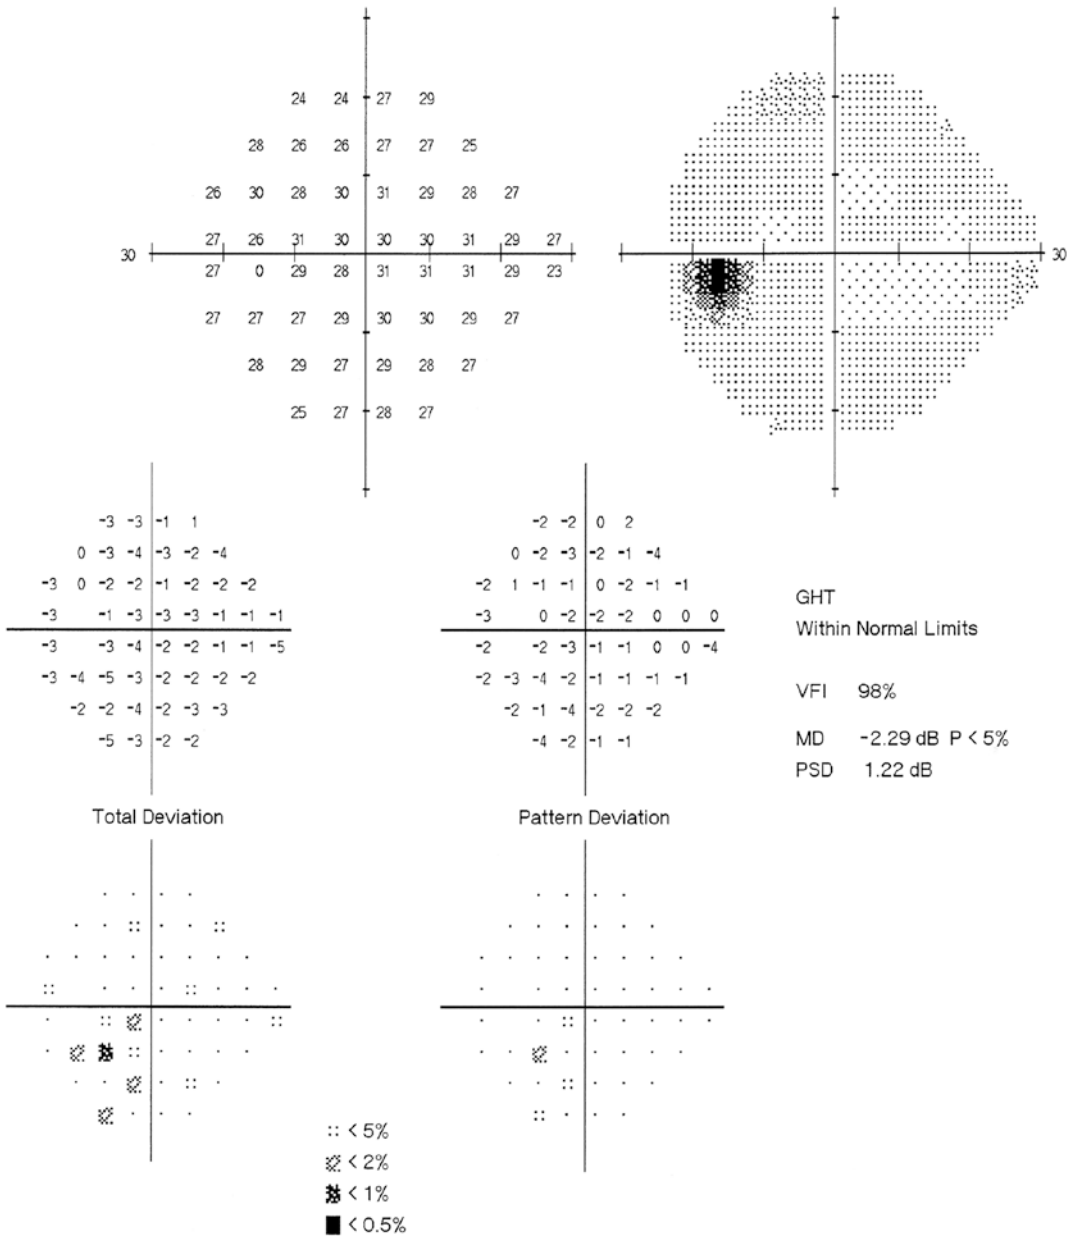 24 24 27 29
28 26 26 27 27 25
26 30 28 30 31 29 28 27
27 26 31 30 30 30 31 29 27
30
30
27 0 29 28 31 31 31 29 23
27 27 27 29 30 30 29 27
28 29 27 29 28 27
25 27 28 27
-3 -3 -1 1
0 -3 -4 -3 -2 -4
-3 0 -2 -2 -1 -2 -2 -2
-3 -1 -3 -3 -3 -1 -1 -1
-3 -3 -4 -2 -2 -1 -1 -5
-3 -4 -5 -3 -2 -2 -2 -2
-2 -2 -4 -2 -3 -3
-5 -3 -2 -2
Total Deviation
-2 -2 0 2
0 -2 -3 -2 -1 -4
-2 1 -1 -1 0 -2 -1 -1
-3 0 -2 -2 -2 0 0 0
-2 -2 -3 -1 -1 0 0 -4
-2 -3 -4 -2 -1 -1 -1 -1
-2 -1 -4 -2 -2 -2
-4 -2 -1 -1
Pattern Deviation
GHT
Within Normal Limits
VFI 98%
MD -2.29 dB P < 5%
PSD 1.22 dB
< 5%
< 2%
< 1%
< 0.5%